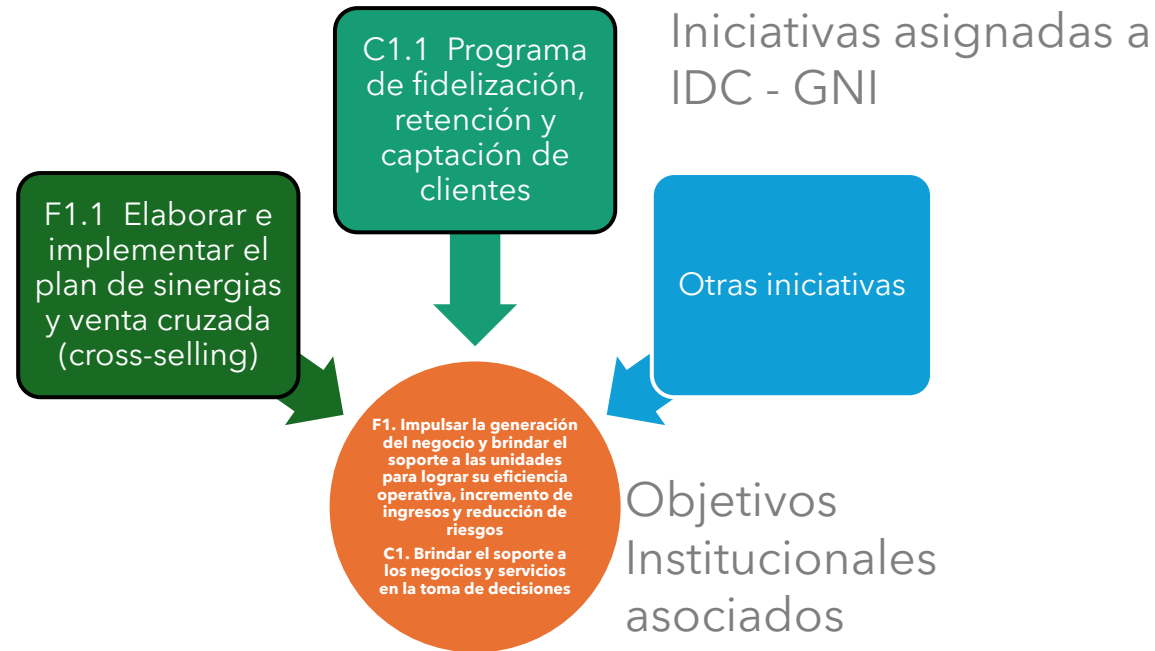 Iniciativas asignadas a
IDC - GNI
C1.1 Programa
de fidelización,
retención y
captación de
clientes
F1.1 Elaborar e
implementar el
plan de sinergias
y venta cruzada
(cross-selling)
Otras iniciativas
F1. Impulsar la generación
del negocio y brindar el
soporte a las unidades
para lograr su eficiencia
operativa, incremento de
ingresos y reducción de
riesgos
C1. Brindar el soporte a
los negocios y servicios
en la toma de decisiones
Objetivos
Institucionales
asociados